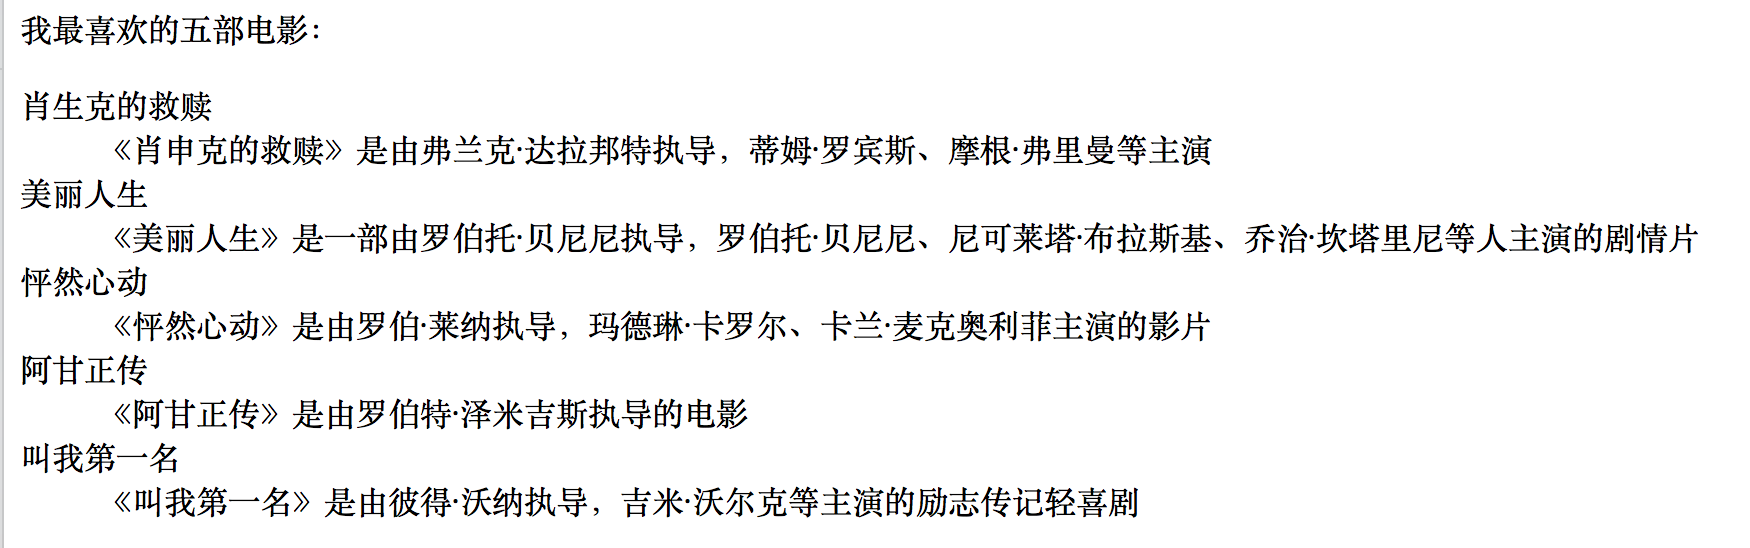 我最喜欢的五部电影：
肖生克的救赎
《肖申克的救赎》是由弗兰克·达拉邦特执导，蒂姆·罗宾斯、摩根·弗里曼等主演
美丽人生
《美丽人生》是一部由罗伯托·贝尼尼执导，罗伯托·贝尼尼、尼可莱塔·布拉斯基、乔治·坎塔里尼等人主演的剧情片
怦然心动
《怦然心动》是由罗伯·莱纳执导，玛德琳·卡罗尔、卡兰·麦克奥利菲主演的影片
阿甘正传
《阿甘正传》是由罗伯特·泽米吉斯执导的电影
叫我第一名
《叫我第一名》是由彼得·沃纳执导，吉米·沃尔克等主演的励志传记轻喜剧